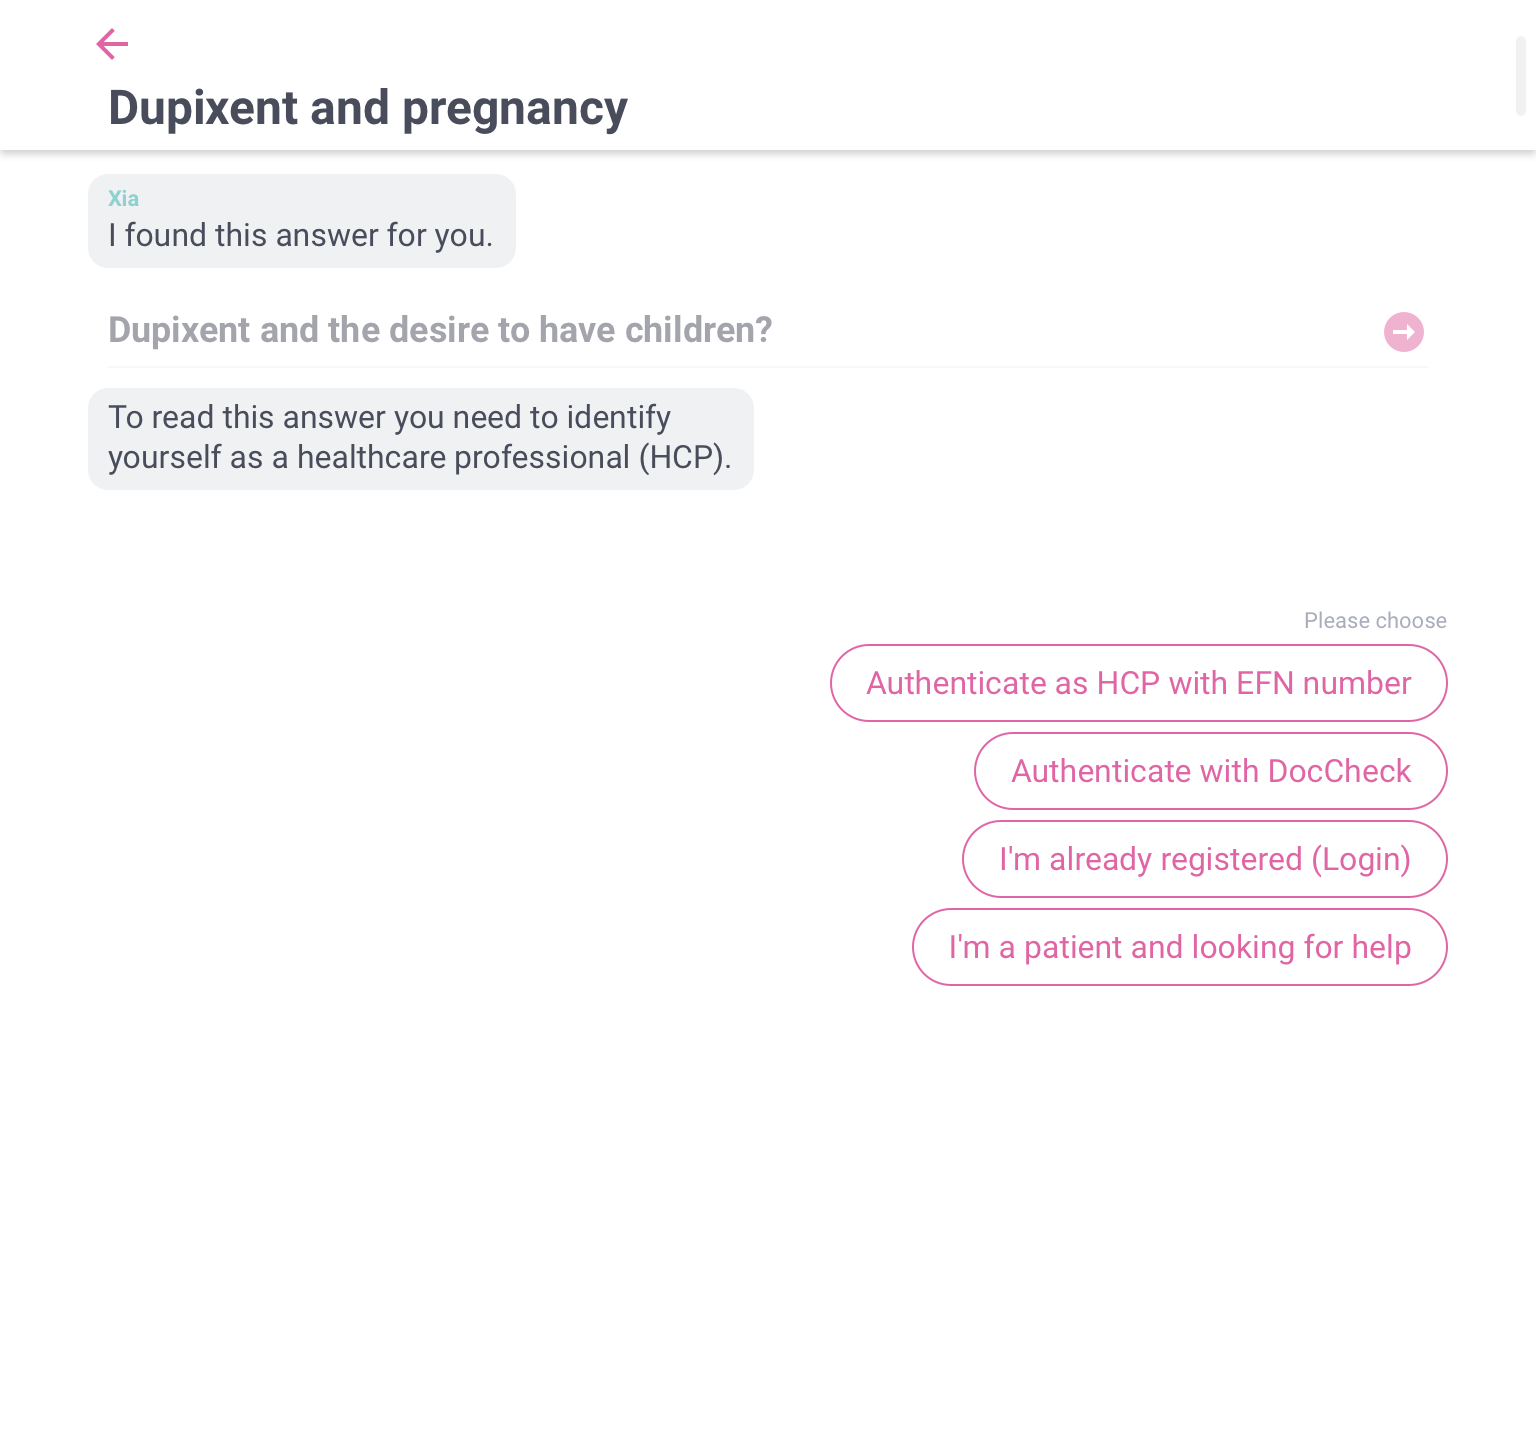 Dupixent and pregnancy
Xia
I found this answer for you.
Dupixent and the desire to have children?
To read this answer you need to identify
yourself as a healthcare professional (HCP).
Please choose
Authenticate as HCP with EFN number
Authenticate with DocCheck
I'm already registered (Login)
I'm a patient and looking for help